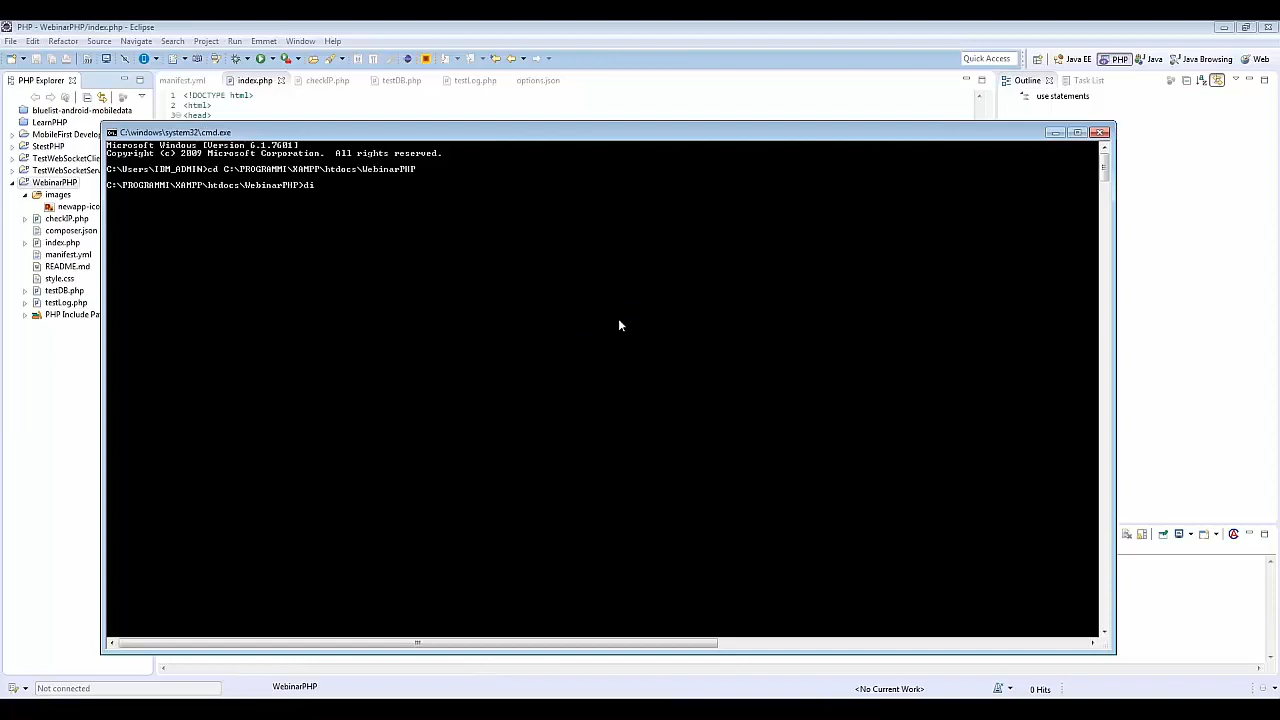 PHP - WebinarPHP/index.php - Eclipse
File Edit Refactor Source Navigate Search Project Run Emmet Window Help
Quick Access
Java EE PHP Java Java Browsing Web
PHP Explorer
manifest.yml index.php checkIP.php testDB.php testLog.php options.json
Outline Task List
use statements
1 <!DOCTYPE html>
2 <html>
3 <head>
bluelist-android-mobiledata
LearnPHP
MobileFirst Develo
StestPHP
TestWebSocketClie
TestWebSocketSer
WebinarPHP
images
newapp-ico
checkIP.php
composer.json
index.php
manifest.yml
README.md
style.css
testDB.php
testLog.php
PHP Include Pa
C:\windows\system32\cmd.exe
Microsoft Windows [Version 6.1.7601]
Copyright (c) 2009 Microsoft Corporation. All rights reserved.
C:\Users\IBM_ADMIN>cd C:\PROGRAMMI\XAMPP\htdocs\WebinarPHP
C:\PROGRAMMI\XAMPP\htdocs\WebinarPHP>di
Not connected
WebinarPHP
<No Current Work>
0 Hits